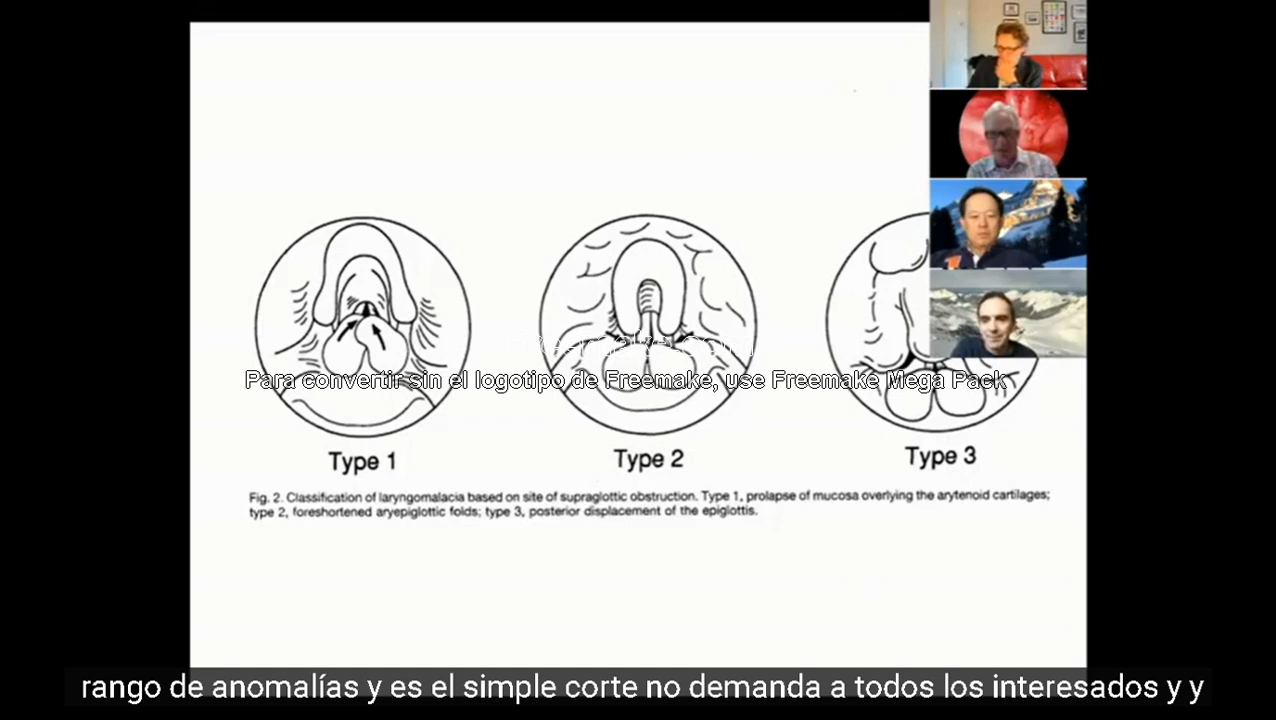 Para convertir sin el logotipo de Freemake, use Freemake Mega Pack
Type 1
Type 2
Type 3
Fig. 2. Classification of laryngomalacia based on site of supraglottic obstruction. Type 1, prolapse of mucosa overlying the arytenoid cartilages;
type 2, foreshortened aryepiglottic folds; type 3, posterior displacement of the epiglottis.
rango de anomalías y es el simple corte no demanda a todos los interesados y y